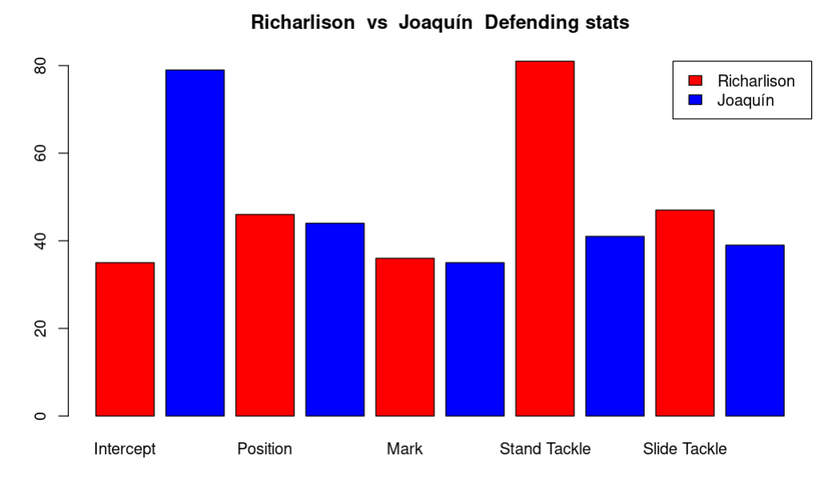 Richarlison  vs  Joaquín  Defending stats
80
60
40
20
0
Richarlison
Joaquín
Intercept
Position
Mark
Stand Tackle
Slide Tackle